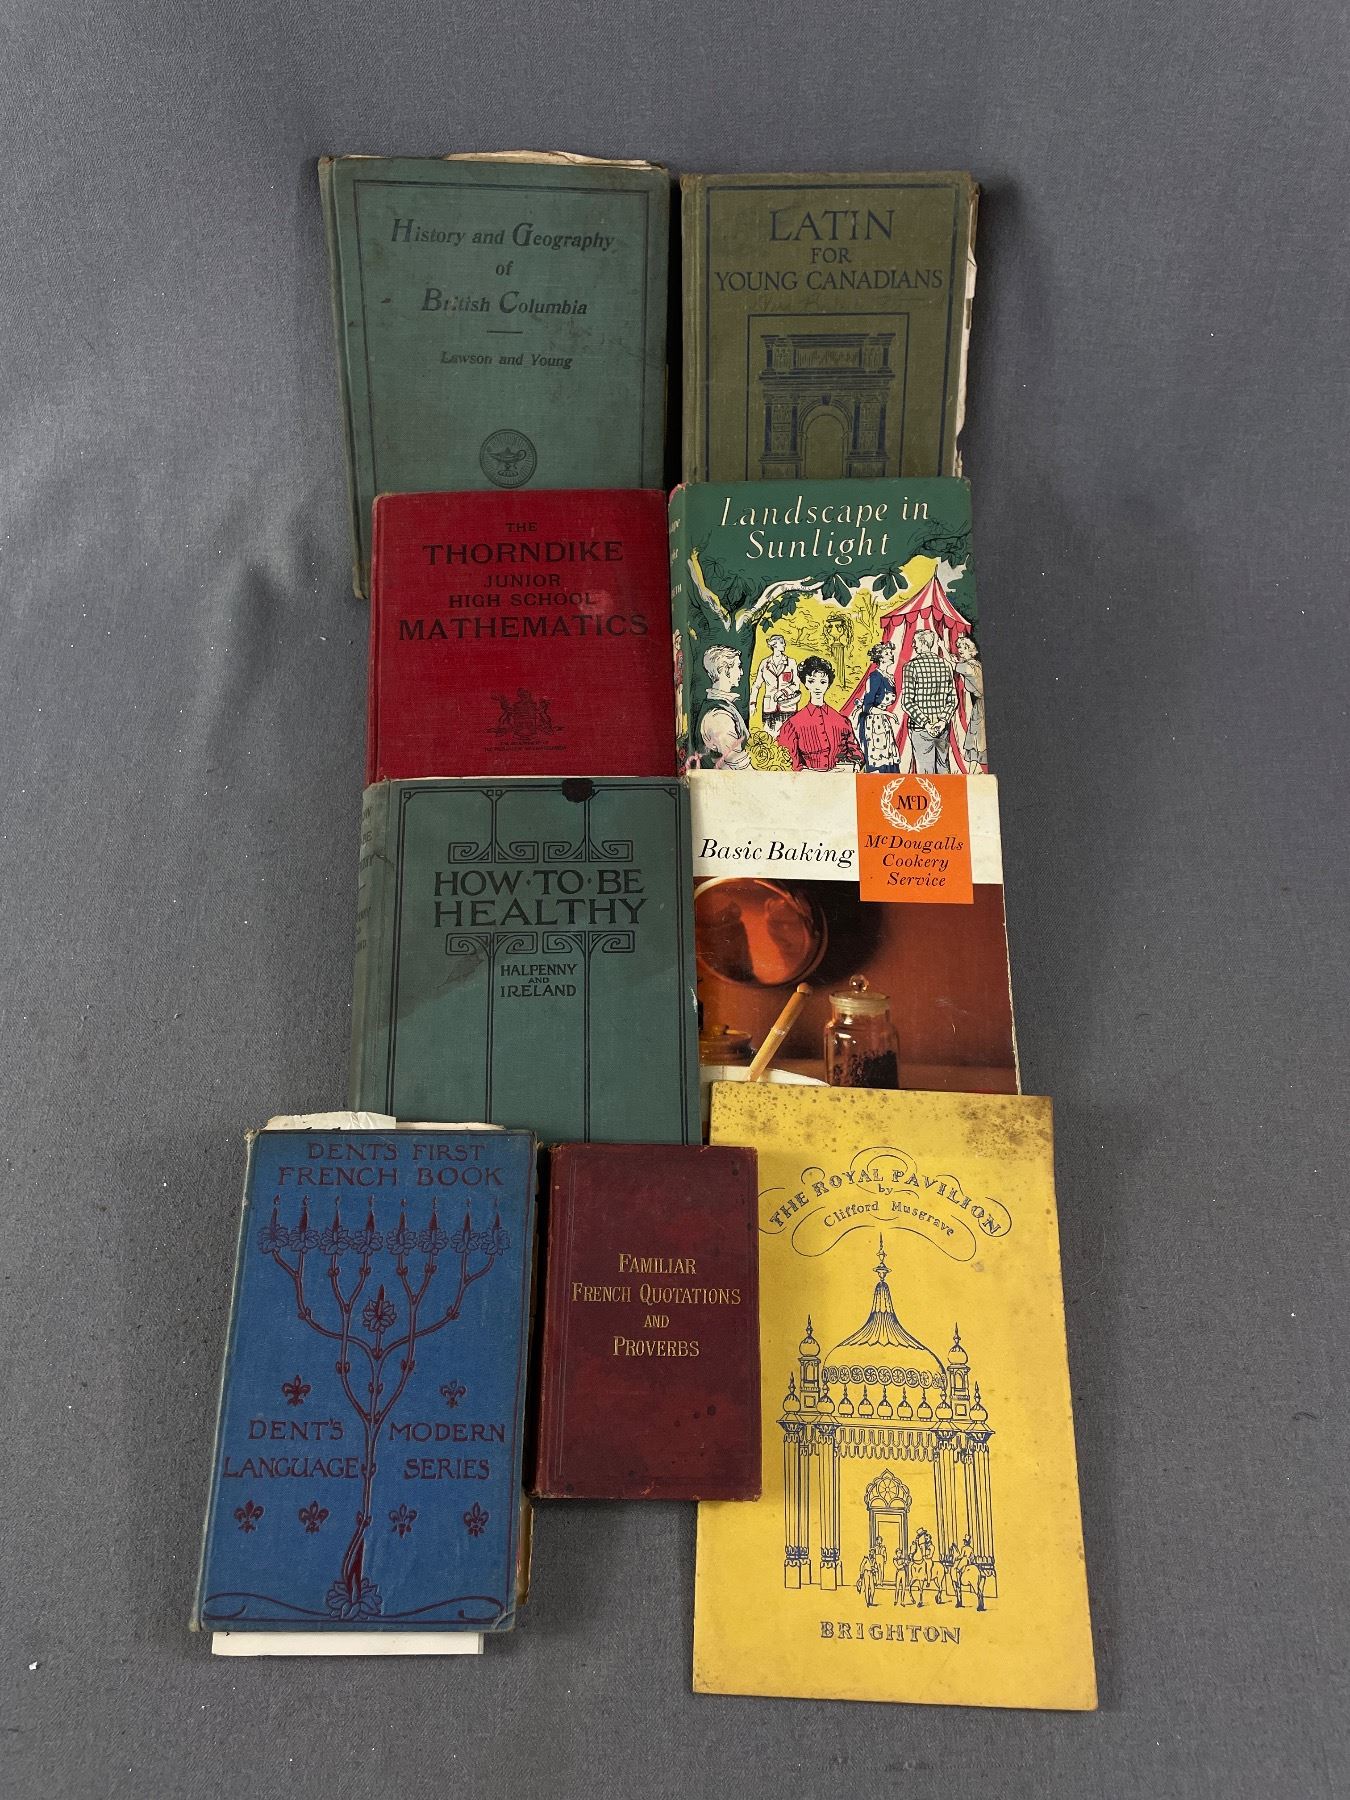 History and Geography
of
British Columbia
Lawson and Young
LATIN
FOR
YOUNG CANADIANS
THE
THORNDIKE
JUNIOR
HIGH SCHOOL
MATHEMATICS
Landscape in
Sunlight
HOW·TO·BE
HEALTHY
HALPENNY
AND
IRELAND
Basic Baking
McD
McDougalls
Cookery
Service
DENT'S FIRST
FRENCH BOOK
DENT'S MODERN
LANGUAGE SERIES
FAMILIAR
FRENCH QUOTATIONS
AND
PROVERBS
THE ROYAL PAVILION
by
Clifford Musgrave
BRIGHTON